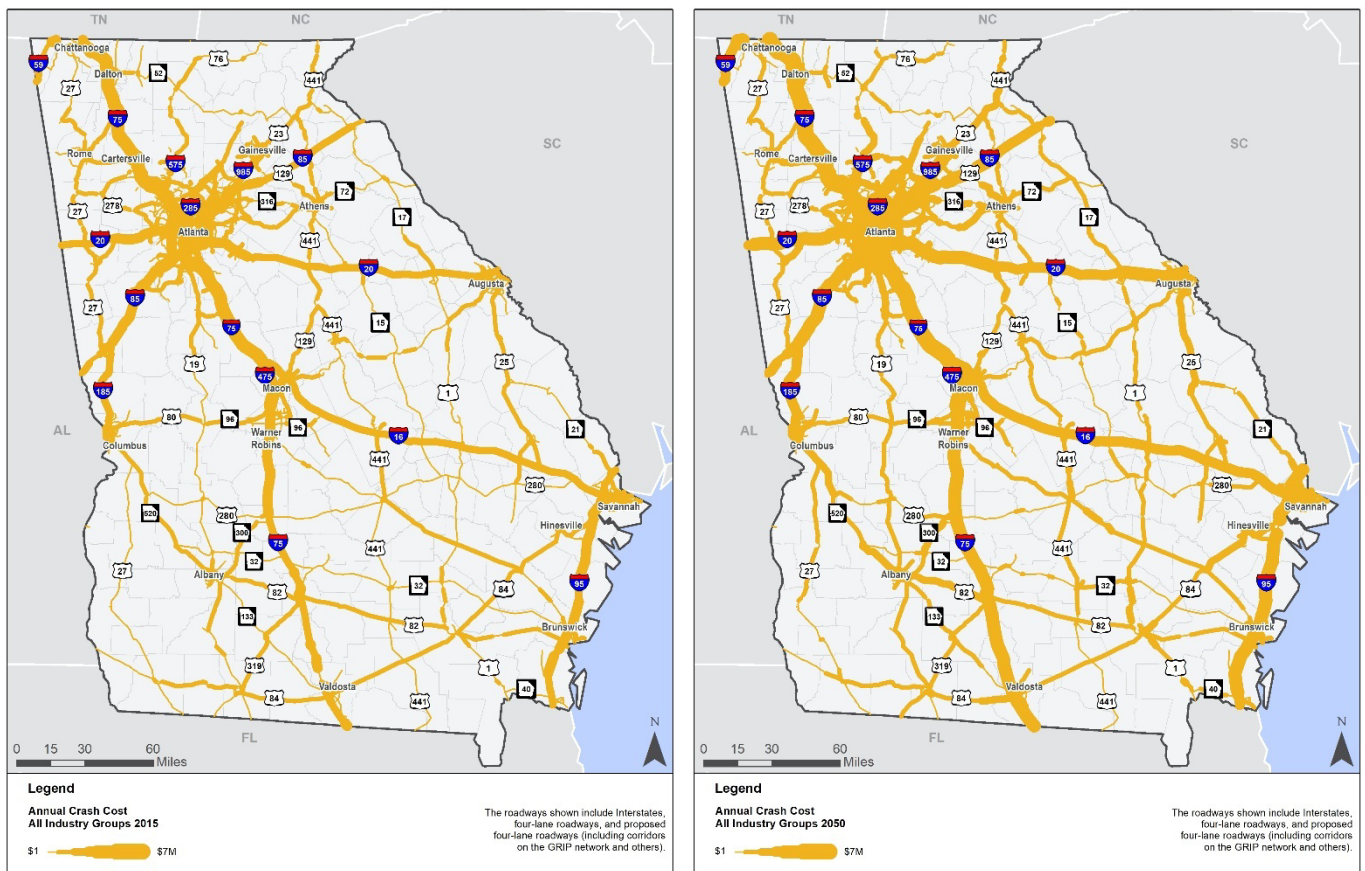 TN
NC
Chattanooga
59
Dalton
52
76
27
441
75
23
SC
Rome
Cartersville
575
Gainesville
85
985
129
72
316
27
278
285
Athens
17
Atlanta
441
20
20
Augusta
27
85
75
441
15
129
19
25
475
185
Macon
1
80
96
96
AL
Columbus
Warner
Robins
16
21
441
280
Savannah
520
280
Hinesville
300
75
441
32
27
Albany
95
82
32
84
133
82
Brunswick
319
1
84
Valdosta
441
40
FL
N
0 15 30 60
Miles
Legend
Annual Crash Cost
All Industry Groups 2015
$1 $7M
The roadways shown include Interstates,
four-lane roadways, and proposed
four-lane roadways (including corridors
on the GRIP network and others).
TN
NC
Chattanooga
59
Dalton
52
76
27
441
75
23
SC
Rome
Cartersville
575
Gainesville
85
985
129
72
316
27
278
285
Athens
17
Atlanta
441
20
20
Augusta
27
85
75
441
15
129
19
25
475
185
Macon
1
80
96
96
AL
Columbus
Warner
Robins
16
21
441
280
Savannah
520
280
Hinesville
300
75
441
32
27
Albany
95
82
32
84
133
82
Brunswick
319
1
84
Valdosta
441
40
FL
N
0 15 30 60
Miles
Legend
Annual Crash Cost
All Industry Groups 2050
$1 $7M
The roadways shown include Interstates,
four-lane roadways, and proposed
four-lane roadways (including corridors
on the GRIP network and others).